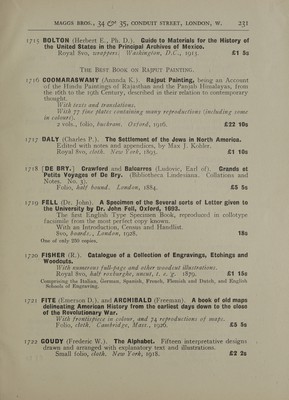 MAGGS BROS., 34 & 35, CONDUIT STREET, LONDON, W. 231
1715 BOLTON (Herbert E., Ph. D.). Guide to Materials for the History of
the United States in the Principal Archives of Mexico.
Royal 8vo, wrappers. Washington, D.C., 1913. £1 5s
The Best Book on Rajput Painting.
1716 COOMARASWAMY (Ananda K.). Rajput Painting, being an Account
of the Hindu Paintings of Rajasthan and the Panjab Himalayas, from
the 16th to the 19th Century, described in their relation to contemporary
thought.
With texts and translations.
With 77 fine plates containing many reproductions (including some
in colours).
2 vols., folio, buckram. Oxford, 1916. £22 10s
1717 DALY (Charles P.). The Settlement of the Jews in North America.
Edited with notes and appendices, by Max J. Kohler.
Royal 8vo, cloth. New York, 1893. £1 10s
1718 [DE BRY.] Crawford and Balcarres (Ludovic, Earl of). Grands et
Petits Voyages of De Bry. (Bibliotheca Lindesiana. Collations and
Notes. No. 3).
Folio, half bound. London, 1884. £5 5s
1719 FELL (Dr. John). A Specimen of the Several sorts of Letter given to
the University by Dr. John Fell, Oxford, 1693.
The first English Type Specimen Book, reproduced in collotype
facsimile from the most perfect copy known.
With an Introduction, Census and Handlist.
8vo, boards., London, 1928. 18s
One of only 250 copies.
1720 FISHER (R.). Catalogue of a Collection of Engravings, Etchings and
Woodcuts.
With numerous full-page and other woodcut illustrations.
Royal 8vo, half roxburghe, uncut, t. e. g. 1879. £1 15s
Comprising the Italian, German, Spanish, French, Flemish and Dutch, and English
Schools of Engraving.
1721 FITE (Emerson D.). and ARCHIBALD (Freeman). A book of old maps
delineating American History from the earliest days down to the close
of the Revolutionary War.
With frontispiece in colour, and 74 reproductions of maps.
Folio, cloth. Cambridge, Mass., 1926. £5 5s
1722 GOUDY (Frederic W.). The Alphabet. Fifteen interpretative designs
drawn and arranged with explanatory text and illustrations.
Small folio, cloth. New York, 1918. £2 2s